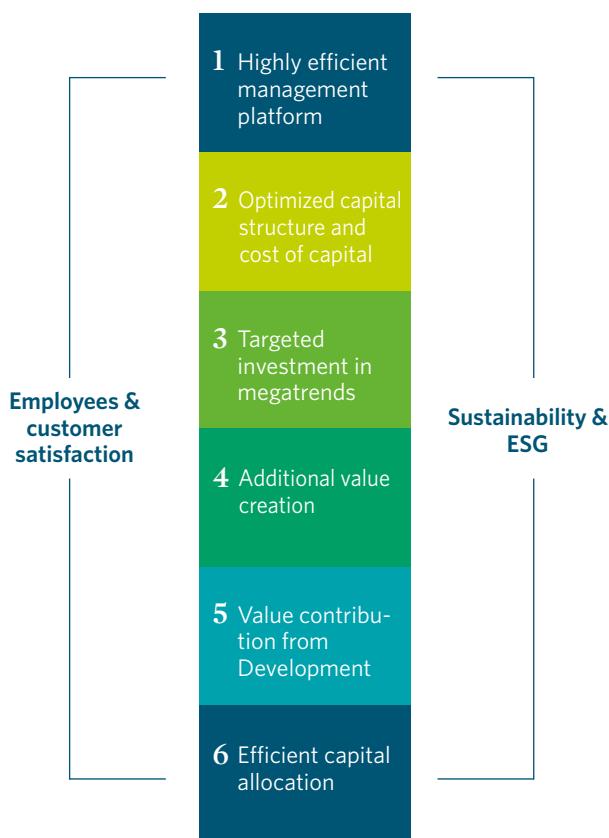 1 Highly efficient
management
platform
2 Optimized capital
structure and
cost of capital
3 Targeted
investment in
megatrends
Employees &
customer
satisfaction
Sustainability &
ESG
4 Additional value
creation
5 Value contribu-
tion from
Development
6 Efficient capital
allocation